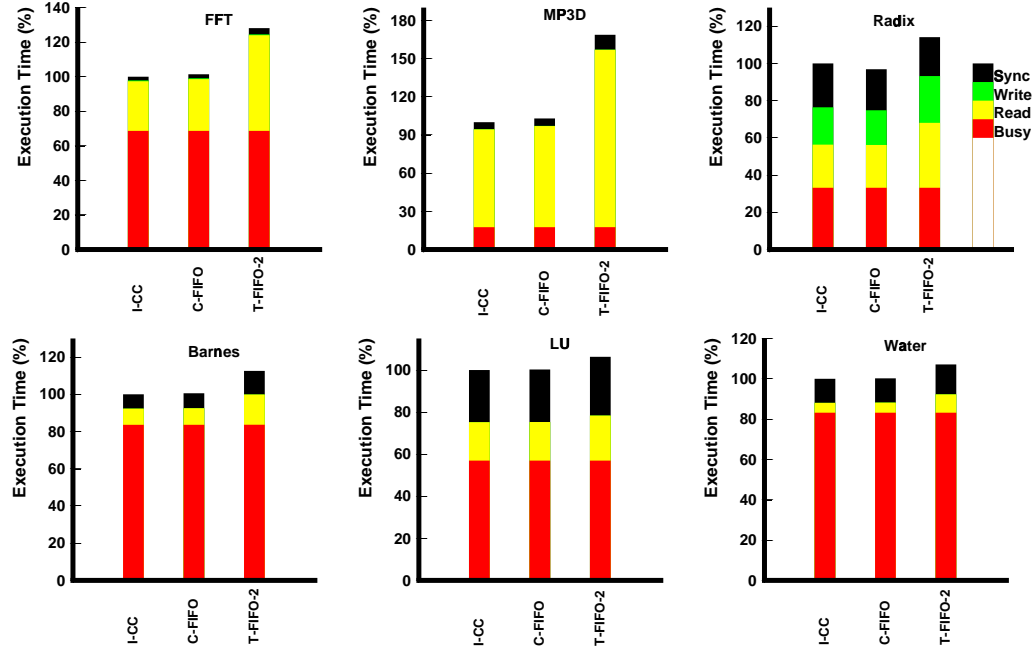 FFT
Execution Time (%)
140
120
100
80
60
40
20
0
I-CC
C-FIFO
T-FIFO-2
MP3D
Execution Time (%)
180
150
120
90
60
30
0
I-CC
C-FIFO
T-FIFO-2
Radix
Execution Time (%)
120
100
80
60
40
20
0
I-CC
C-FIFO
T-FIFO-2
Sync
Write
Read
Busy
Barnes
Execution Time (%)
120
100
80
60
40
20
0
I-CC
C-FIFO
T-FIFO-2
LU
Execution Time (%)
100
80
60
40
20
0
I-CC
C-FIFO
T-FIFO-2
Water
Execution Time (%)
120
100
80
60
40
20
0
I-CC
C-FIFO
T-FIFO-2